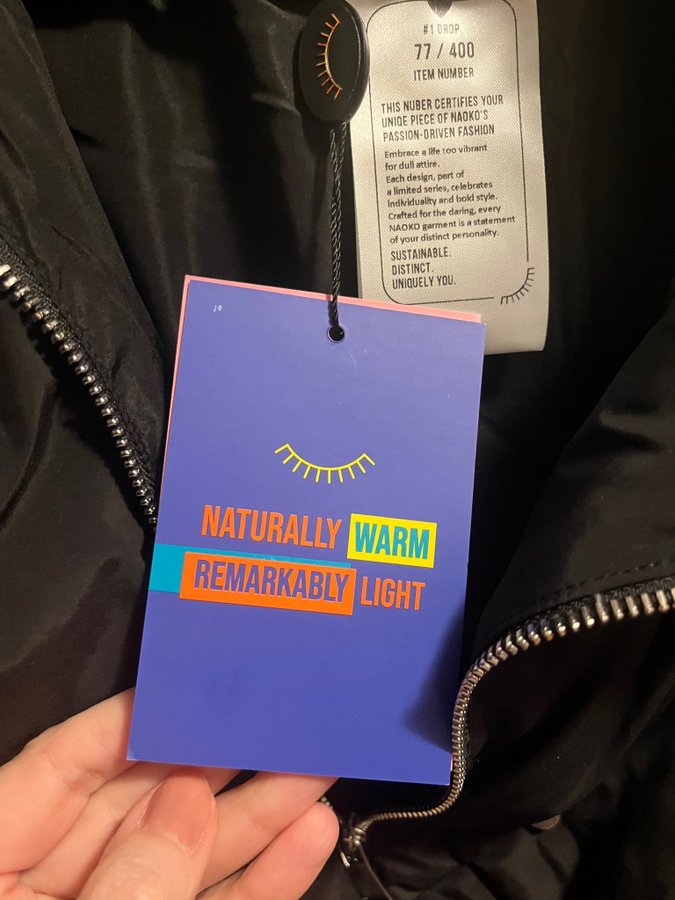 #1 DROP
77 / 400
ITEM NUMBER
THIS NUBER CERTIFIES YOUR
UNIQE PIECE OF NAOKO'S
PASSION-DRIVEN FASHION
Embrace a life too vibrant
for dull attire.
Each design, part of
a limited series, celebrates
individuality and bold style.
Crafted for the daring, every
NAOKO garment is a statement
of your distinct personality.
SUSTAINABLE.
DISTINCT.
UNIQUELY YOU.
NATURALLY WARM
REMARKABLY LIGHT